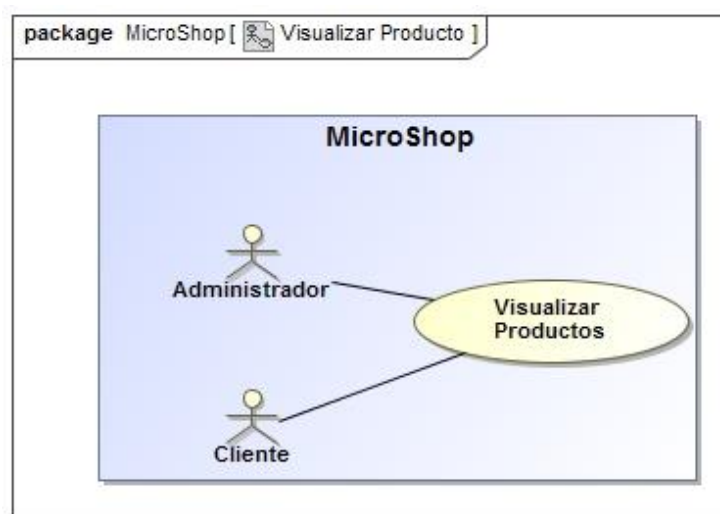 package MicroShop [ Visualizar Producto ]
MicroShop
Administrador
Visualizar
Productos
Cliente